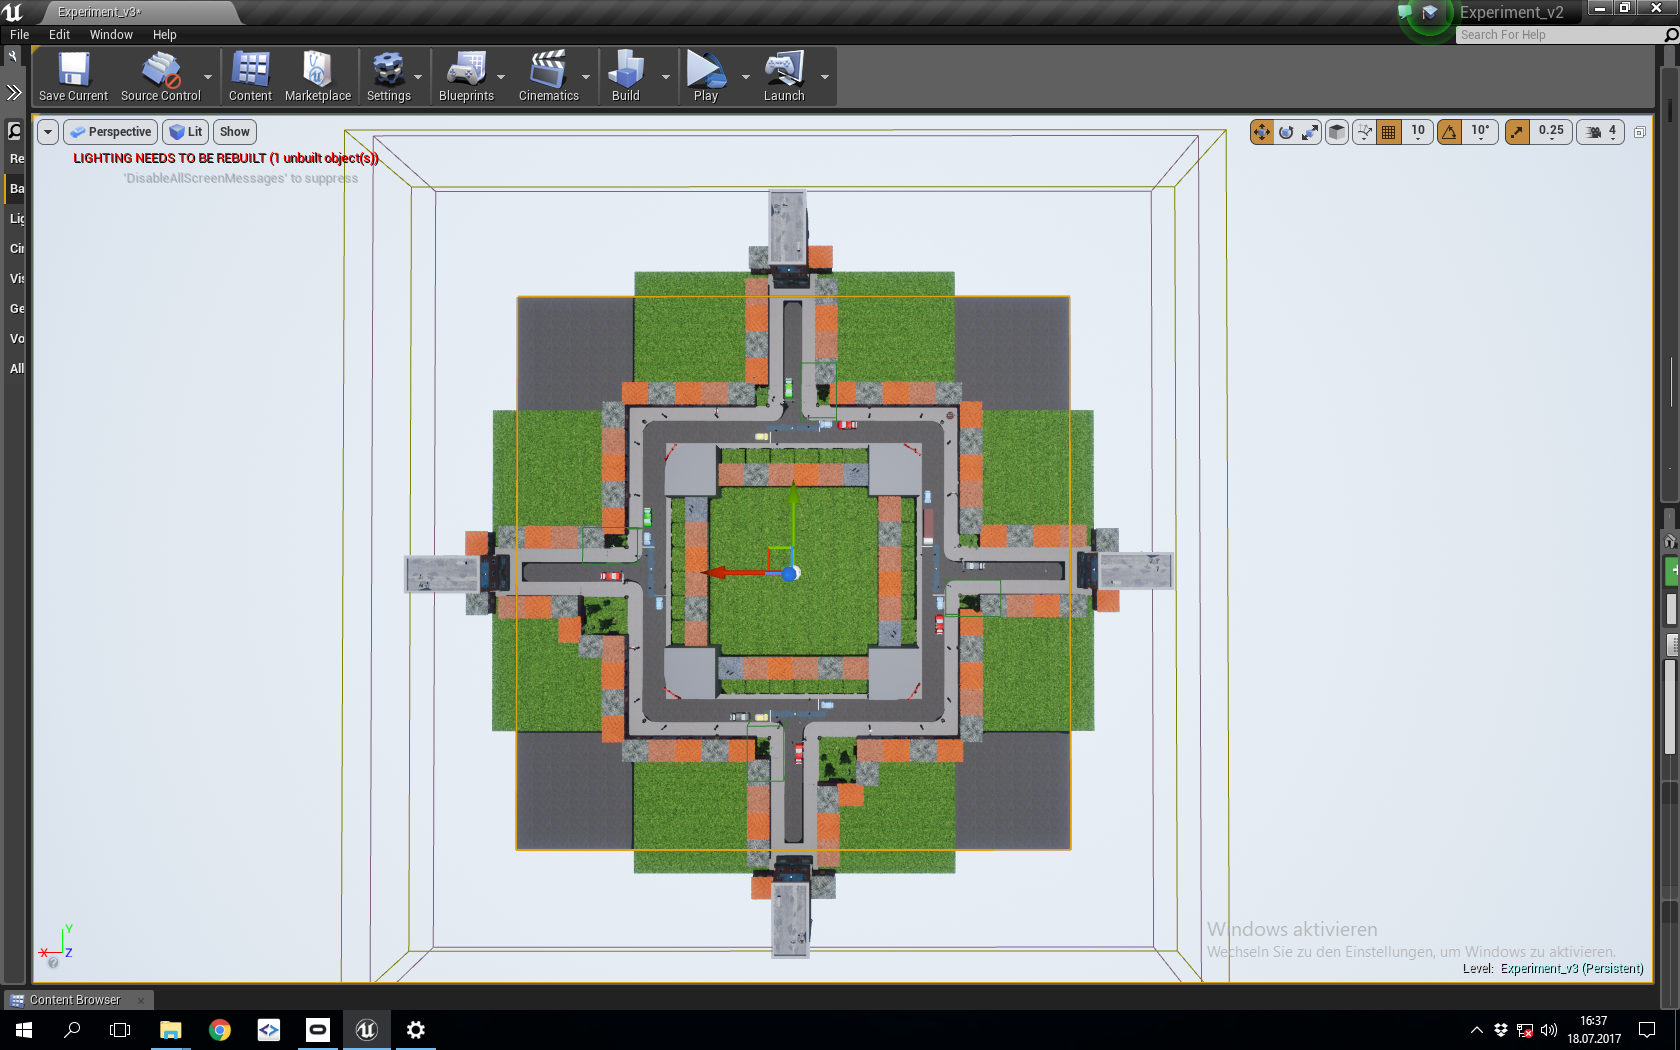 Experiment_v3*
Experiment_v2
File Edit Window Help
Search For Help
Save Current Source Control Content Marketplace Settings Blueprints Cinematics Build Play Launch
Perspective Lit Show
10 10° 0.25 4
LIGHTING NEEDS TO BE REBUILT (1 unbuilt object(s))
'DisableAllScreenMessages' to suppress
Re
Ba
Lig
Cin
Vis
Ge
Vo
All
Y
X Z
Windows aktivieren
Wechseln Sie zu den Einstellungen, um Windows zu aktivieren.
Level: Experiment_v3 (Persistent)
Content Browser
16:37
18.07.2017